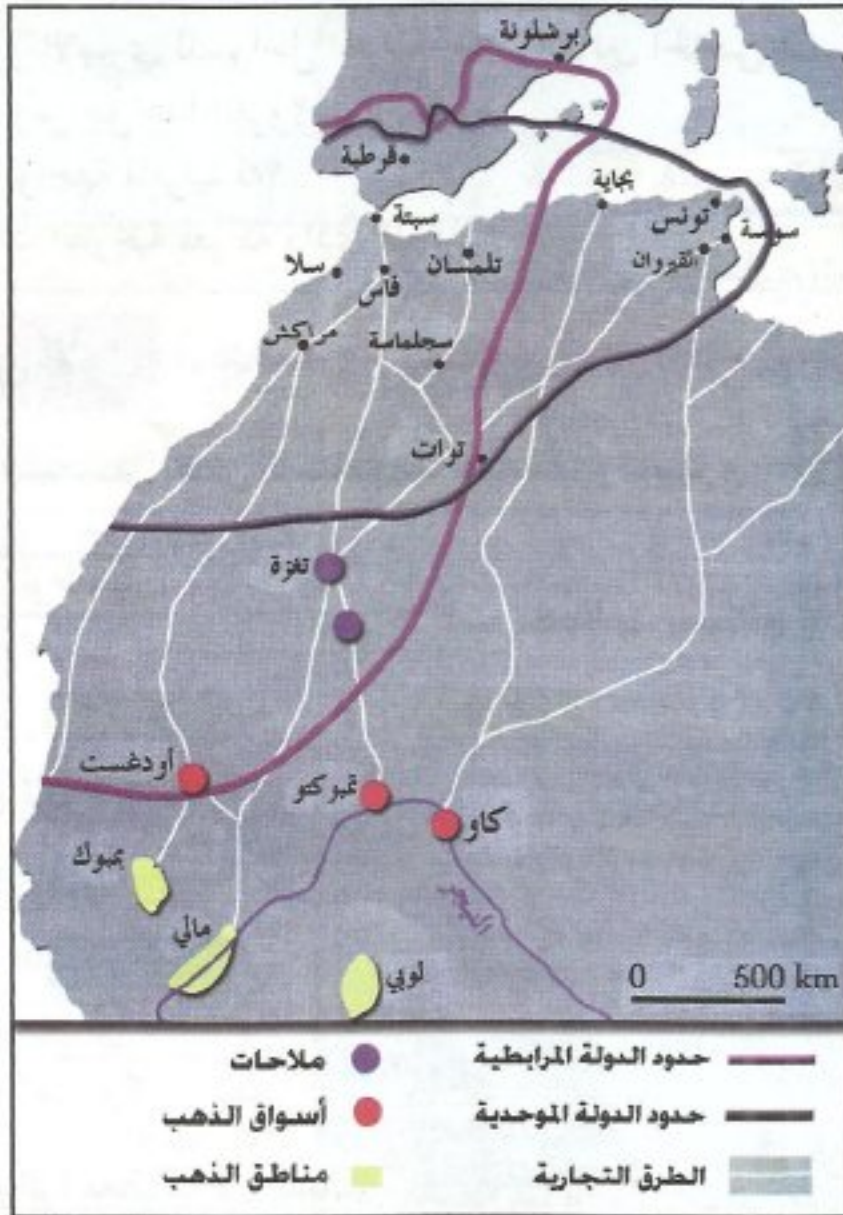 برشلونة
قرطبة
سبتة
بجاية
تونس
سوسة
القيروان
تلمسان
فاس
سلا
مراكش
سجلماسة
توات
تغزة
أودغست
تمبوكتو
كاو
بمبوك
مالي
لوبي
النيجر
0 500 km
حدود الدولة المرابطية
ملاحات
حدود الدولة الموحدية
أسواق الذهب
الطرق التجارية
مناطق الذهب